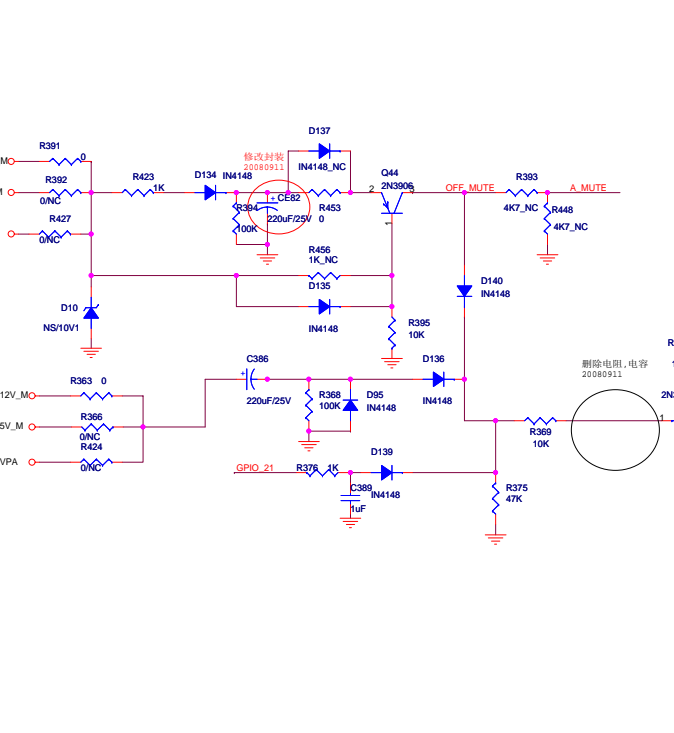 D137
R391
0
修改封装
20080911
IN4148_NC
M
D134
IN4148
Q44
2N3906
R392
R423
1K
2
3
OFF_MUTE
R393
A_MUTE
0/NC
+
CE82
R394
R453
4K7_NC
R448
R427
220uF/25V
0
100K
1
4K7_NC
0/NC
R456
1K_NC
D135
D140
IN4148
D10
NS/10V1
IN4148
R395
10K
C386
D136
删除电阻,电容
20080911
R363
0
+
12V_M
220uF/25V
R368
100K
D95
IN4148
IN4148
2N
R366
1
5V_M
0/NC
R369
10K
R424
D139
VPA
0/NC
GPIO_21
R376
1K
C389
IN4148
R375
47K
1uF